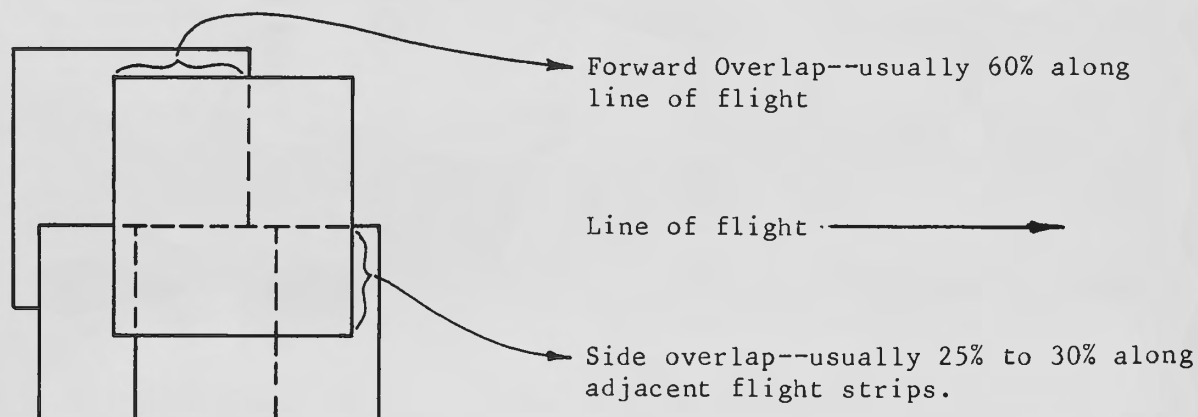 Forward Overlap--usually 60% along
line of flight
Line of flight
Side overlap--usually 25% to 30% along
adjacent flight strips.